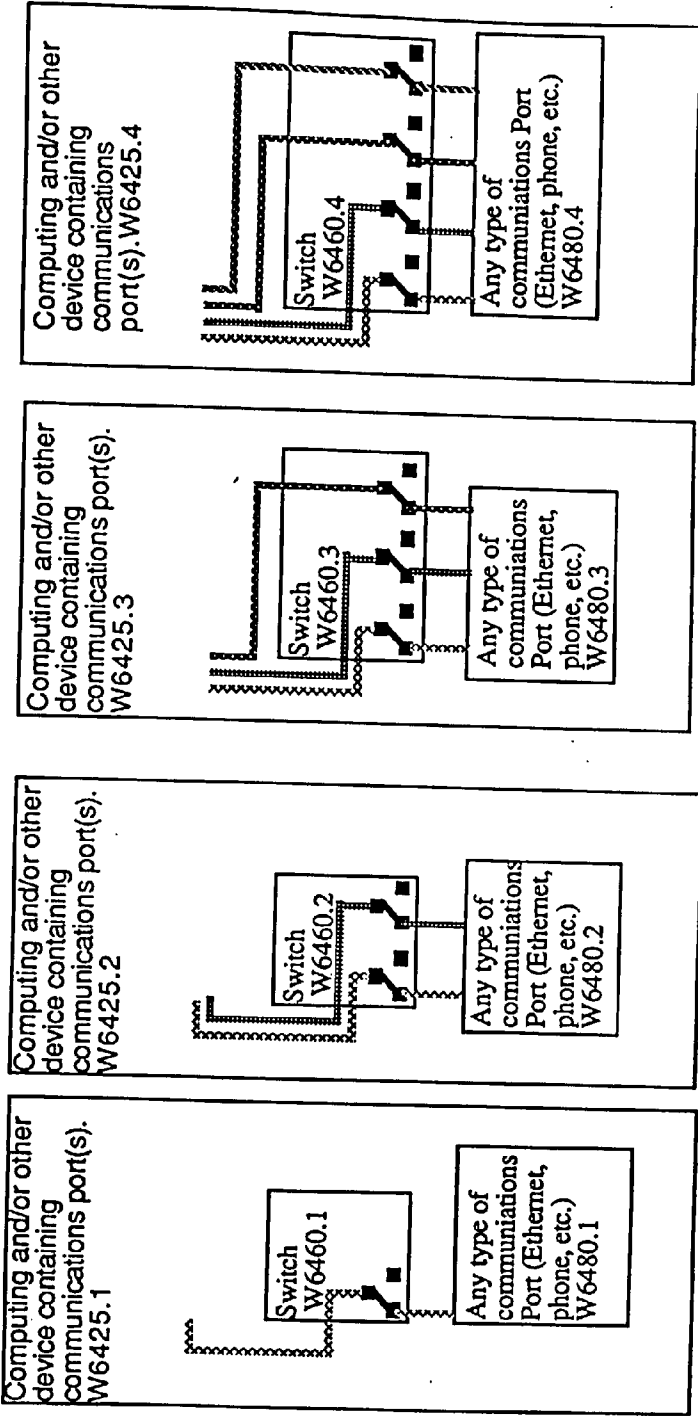 Computing and/or other
device containing
communications port(s).
W6425.1
Switch
W6460.1
Any type of
communiations
Port (Ethernet,
phone, etc.)
W6480.1
Computing and/or other
device containing
communications port(s).
W6425.2
Switch
W6460.2
Any type of
communiations
Port (Ethernet,
phone, etc.)
W6480.2
Computing and/or other
device containing
communications port(s).
W6425.3
Switch
W6460.3
Any type of
communiations
Port (Ethernet,
phone, etc.)
W6480.3
Computing and/or other
device containing
communications
port(s).W6425.4
Switch
W6460.4
Any type of
communiations Port
(Ethernet, phone, etc.)
W6480.4